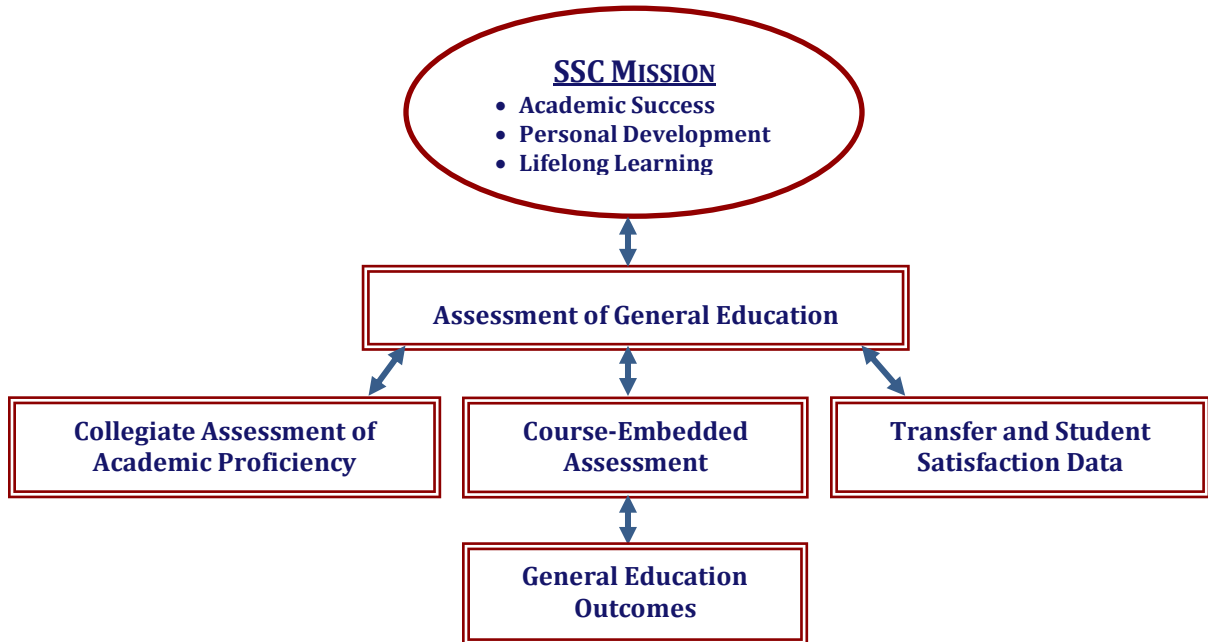 SSC MISSION
• Academic Success
• Personal Development
• Lifelong Learning
Assessment of General Education
Collegiate Assessment of
Academic Proficiency
Course-Embedded
Assessment
Transfer and Student
Satisfaction Data
General Education
Outcomes